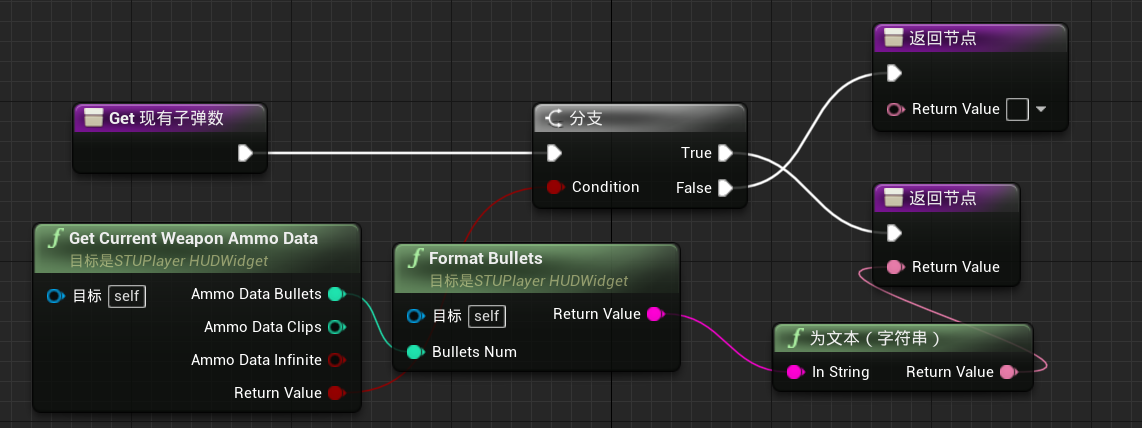 返回节点
Return Value
Get 现有子弹数
分支
True
Condition
False
返回节点
Return Value
Get Current Weapon Ammo Data
目标是STUPlayer HUDWidget
目标 self
Ammo Data Bullets
Ammo Data Clips
Ammo Data Infinite
Return Value
Format Bullets
目标是STUPlayer HUDWidget
目标 self
Return Value
Bullets Num
为文本（字符串）
In String
Return Value